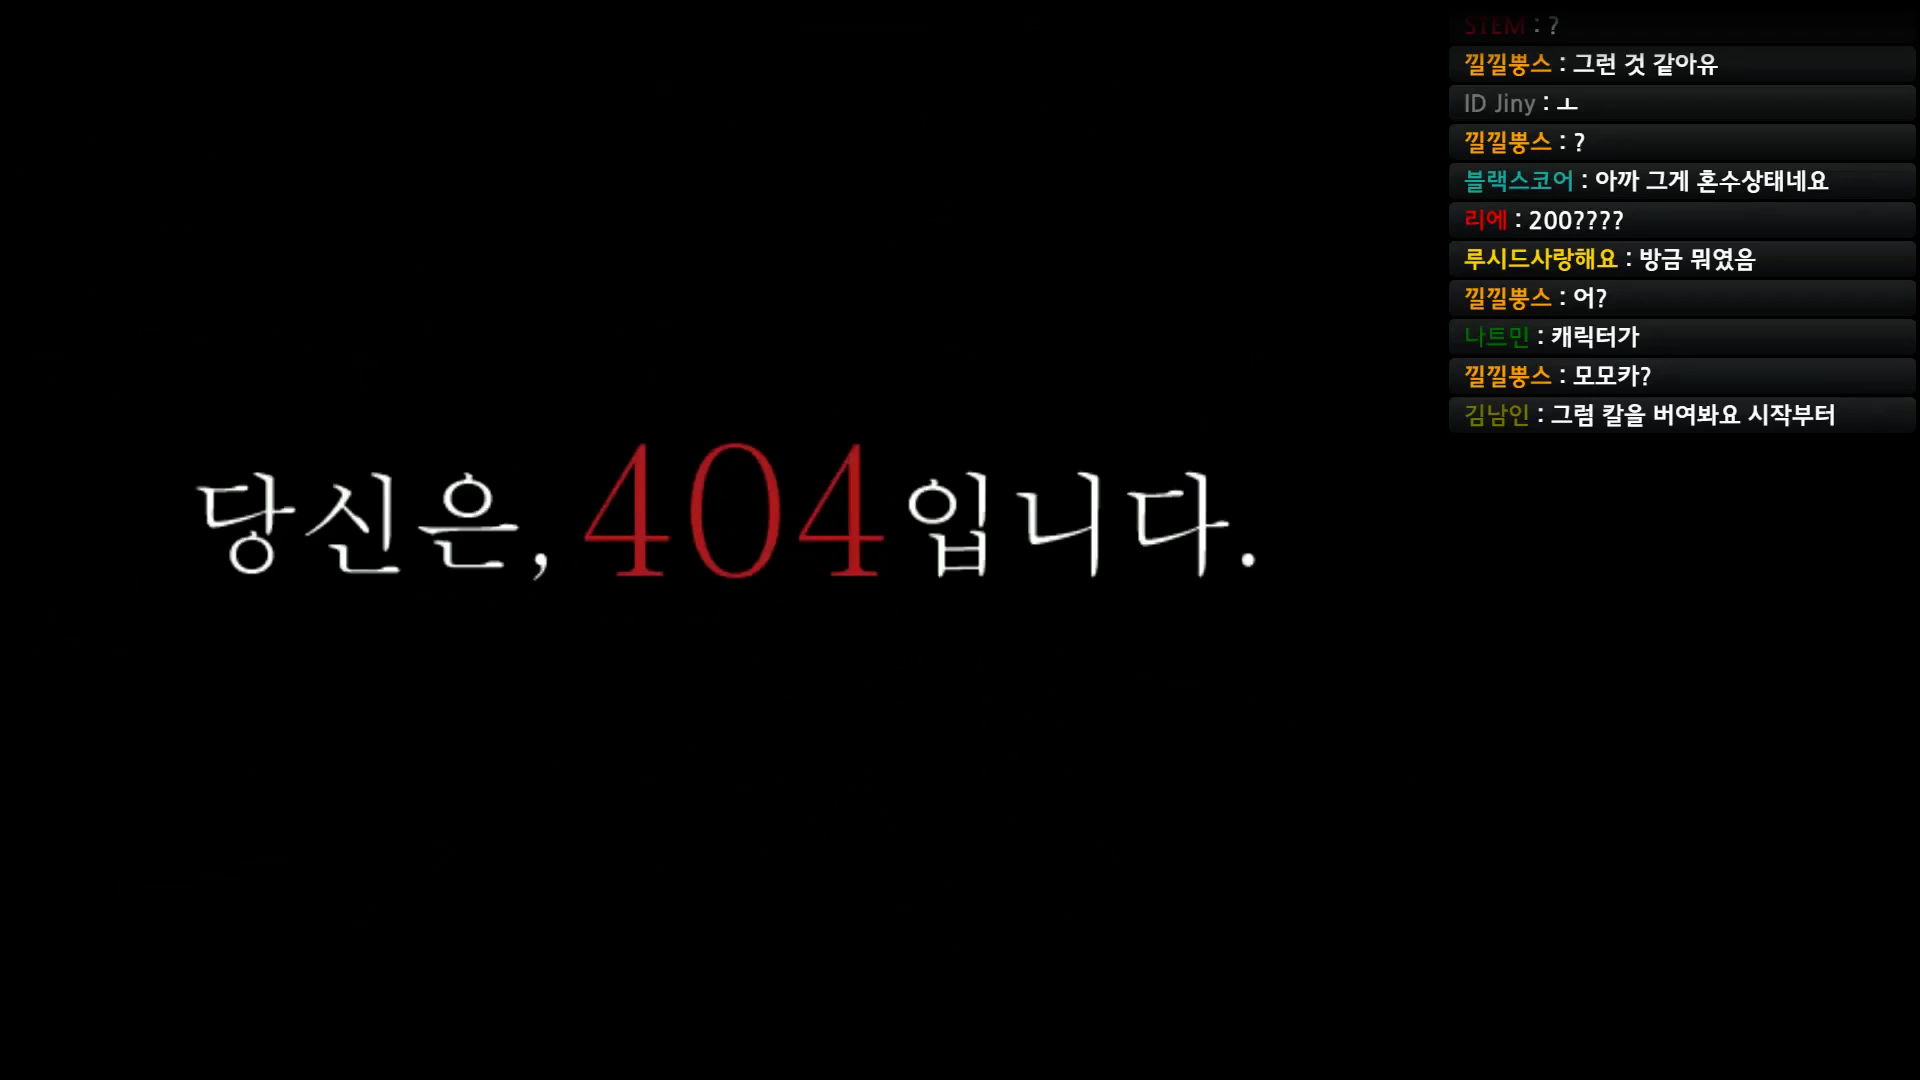 STEM : ?
낄낄뿡스 : 그런 것 같아유
ID Jiny : ㅗ
낄낄뿡스 : ?
블랙스코어 : 아까 그게 혼수상태네요
리에 : 200????
루시드사랑해요 : 방금 뭐였음
낄낄뿡스 : 어?
나트민 : 캐릭터가
낄낄뿡스 : 모모카?
김남인 : 그럼 칼을 버여봐요 시작부터
당신은, 404입니다.